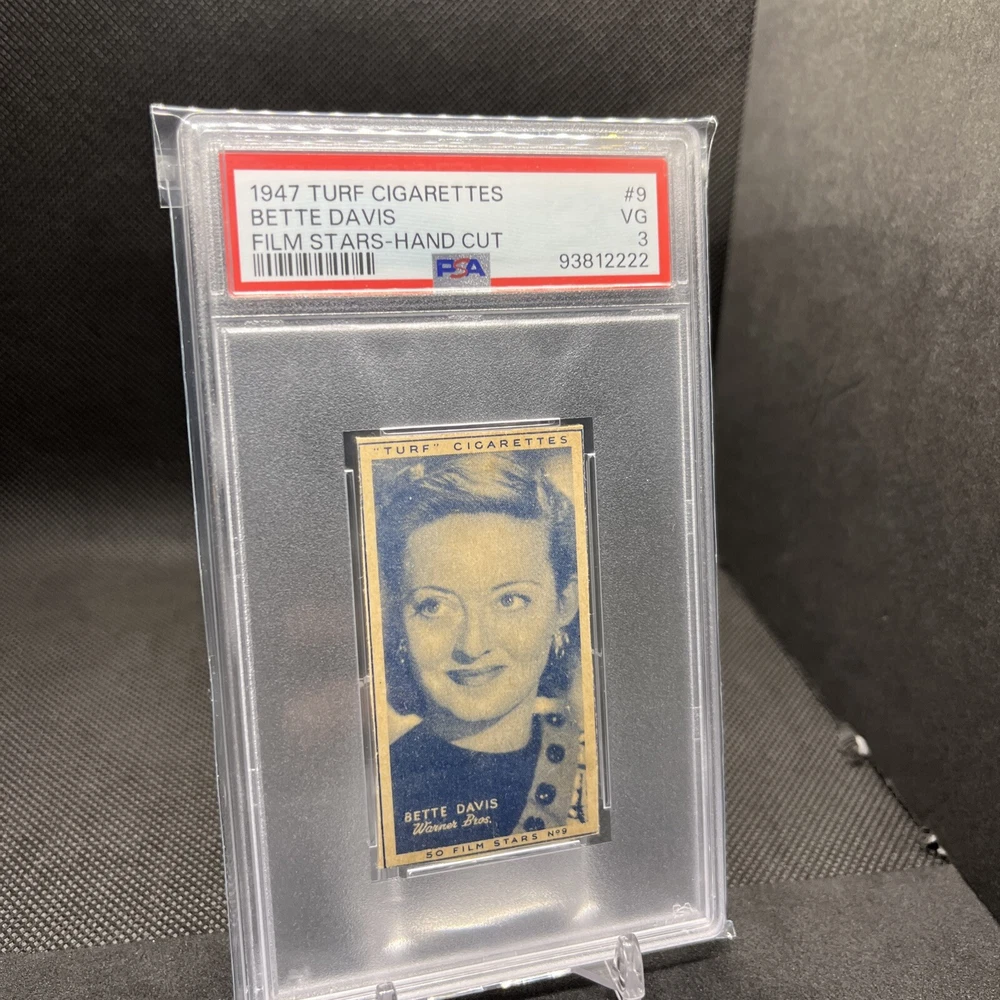 1947 TURF CIGARETTES #9
BETTE DAVIS VG
FILM STARS-HAND CUT 3
PSA 93812222
"TURF" CIGARETTES
BETTE DAVIS
Warner Bros.
50 FILM STARS Nº9